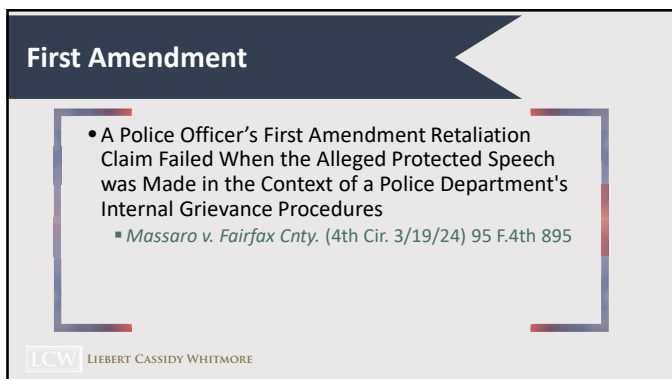 First Amendment
• A Police Officer's First Amendment Retaliation
Claim Failed When the Alleged Protected Speech
was Made in the Context of a Police Department's
Internal Grievance Procedures
▪ Massaro v. Fairfax Cnty. (4th Cir. 3/19/24) 95 F.4th 895
LCW LIEBERT CASSIDY WHITMORE